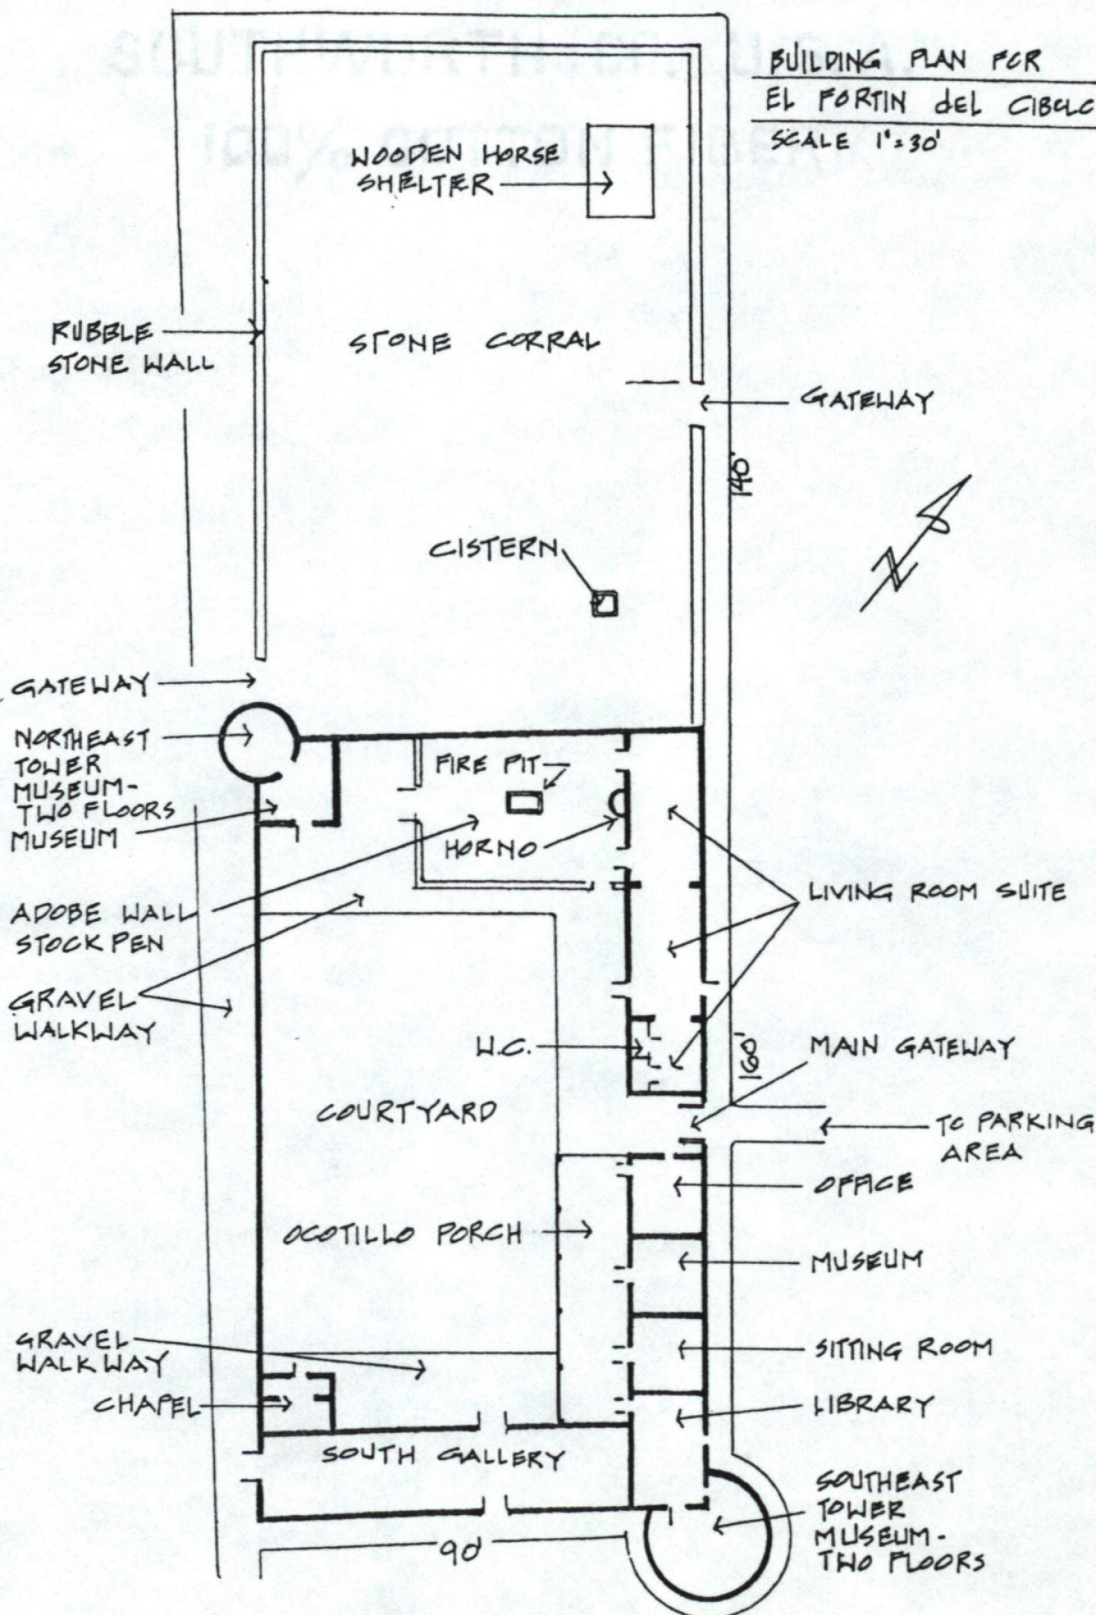 BUILDING PLAN FOR
EL FORTIN dEL CIBOLO
SCALE 1"=30'
WOODEN HORSE
SHELTER
RUBBLE
STONE WALL
STONE CORRAL
GATEWAY
140'
CISTERN
N
GATEWAY
NORTHEAST
TOWER
MUSEUM-
TWO FLOORS
MUSEUM
FIRE PIT
HORNO
LIVING ROOM SUITE
ADOBE WALL
STOCK PEN
GRAVEL
WALKWAY
W.C.
160'
MAIN GATEWAY
COURTYARD
TO PARKING
AREA
OFFICE
OCOTILLO PORCH
MUSEUM
GRAVEL
WALKWAY
SITTING ROOM
CHAPEL
LIBRARY
SOUTH GALLERY
SOUTHEAST
TOWER
MUSEUM-
TWO FLOORS
90'